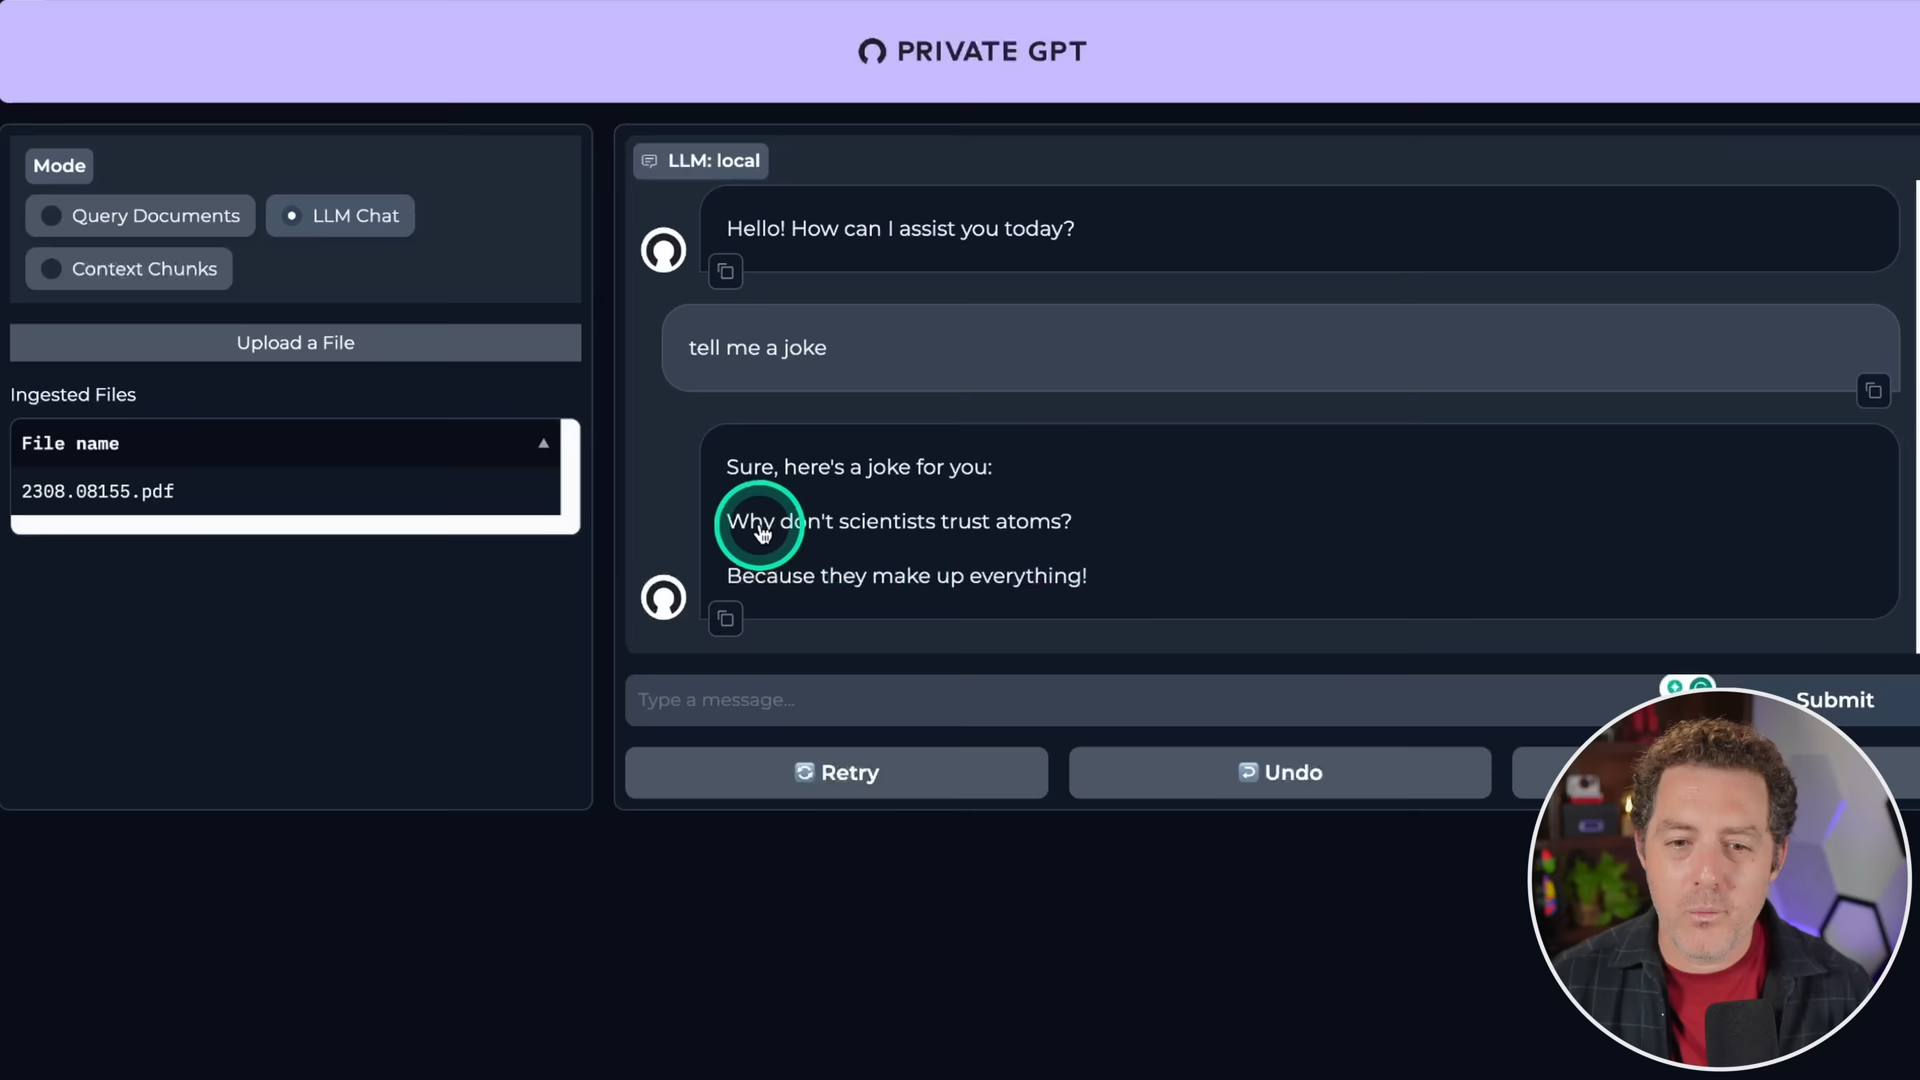 PRIVATE GPT
Mode
Query Documents
LLM Chat
Context Chunks
Upload a File
Ingested Files
File name
2308.08155.pdf
LLM: local
Hello! How can I assist you today?
tell me a joke
Sure, here's a joke for you:
Why don't scientists trust atoms?
Because they make up everything!
Type a message...
Submit
Retry
Undo